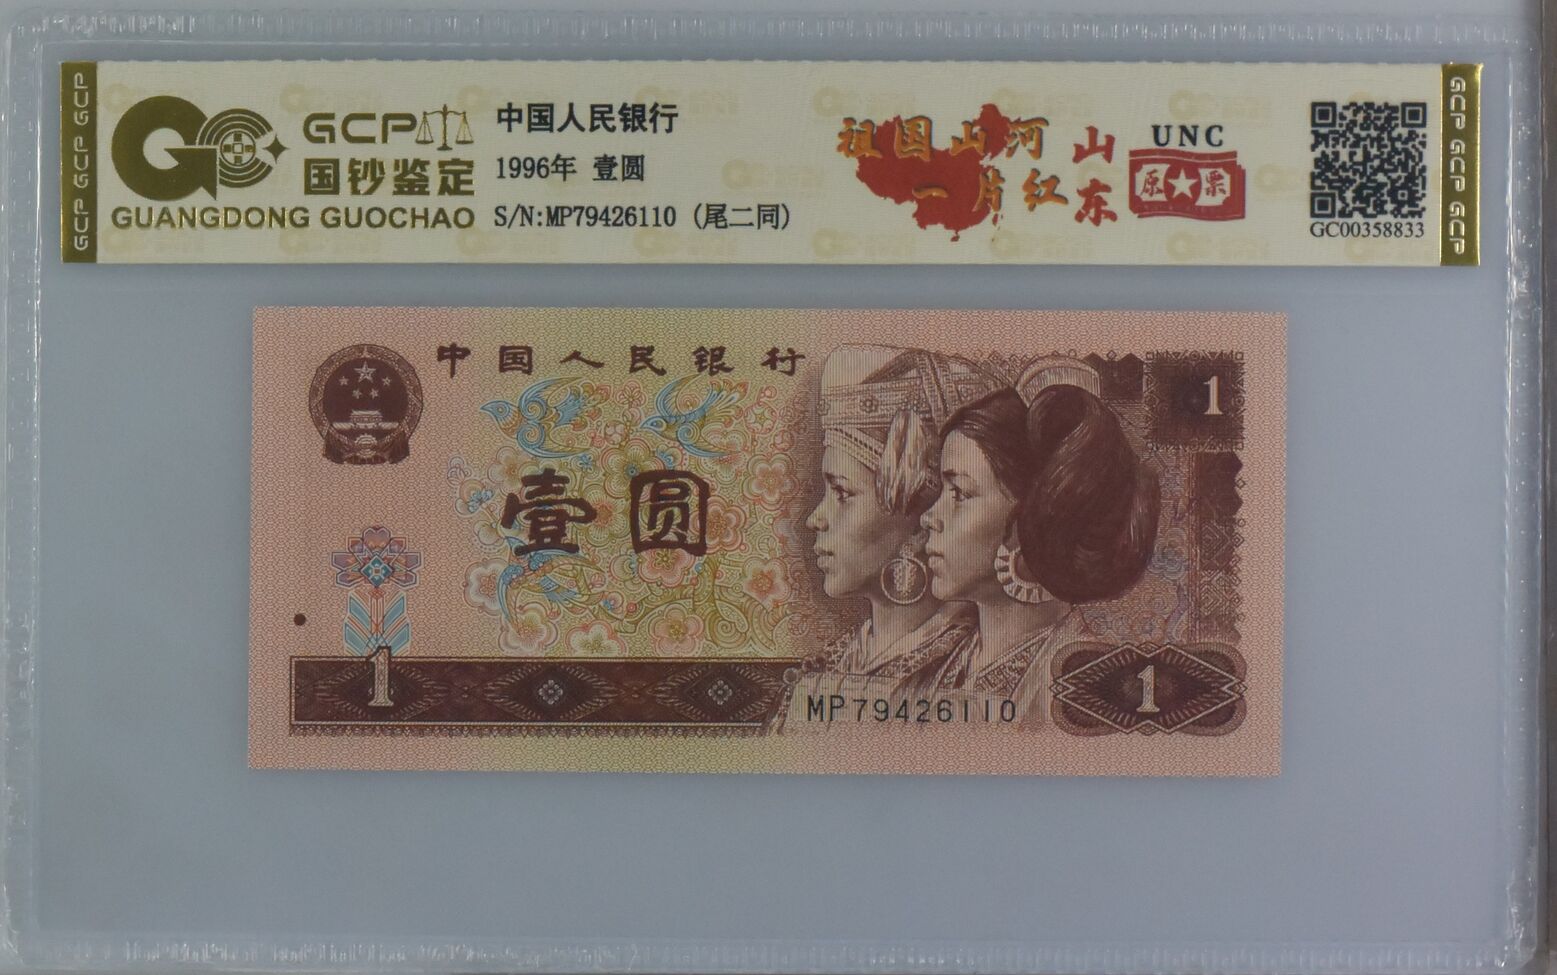 GCP GCP GCP
GCP
国钞鉴定
GUANGDONG GUOCHAO
中国人民银行
1996年 壹圆
S/N:MP79426110 (尾二同)
祖国山河
一片红
山东
UNC
原★票
GC00358833
GCP GCP GCP
中国人民银行
1
壹圆
1
MP79426110
1